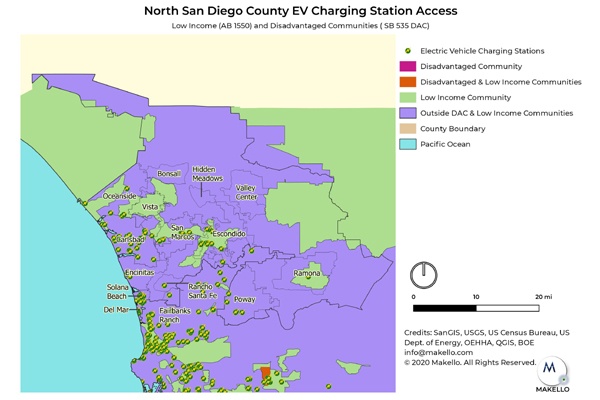 North San Diego County EV Charging Station Access
Low Income (AB 1550) and Disadvantaged Communities ( SB 535 DAC)
Electric Vehicle Charging Stations
Disadvantaged Community
Disadvantaged & Low Income Communities
Low Income Community
Outside DAC & Low Income Communities
County Boundary
Pacific Ocean
Bonsall
Hidden
Meadows
Valley
Center
Oceanside
Vista
San
Marcos
Escondido
Carlsbad
Encinitas
Ramona
Solana
Beach
Rancho
Santa Fe
Poway
Del Mar
Fairbanks
Ranch
0 10 20 mi
Credits: SanGIS, USGS, US Census Bureau, US
Dept. of Energy, OEHHA, QGIS, BOE
info@makello.com
© 2020 Makello. All Rights Reserved.
M
MAKELLO